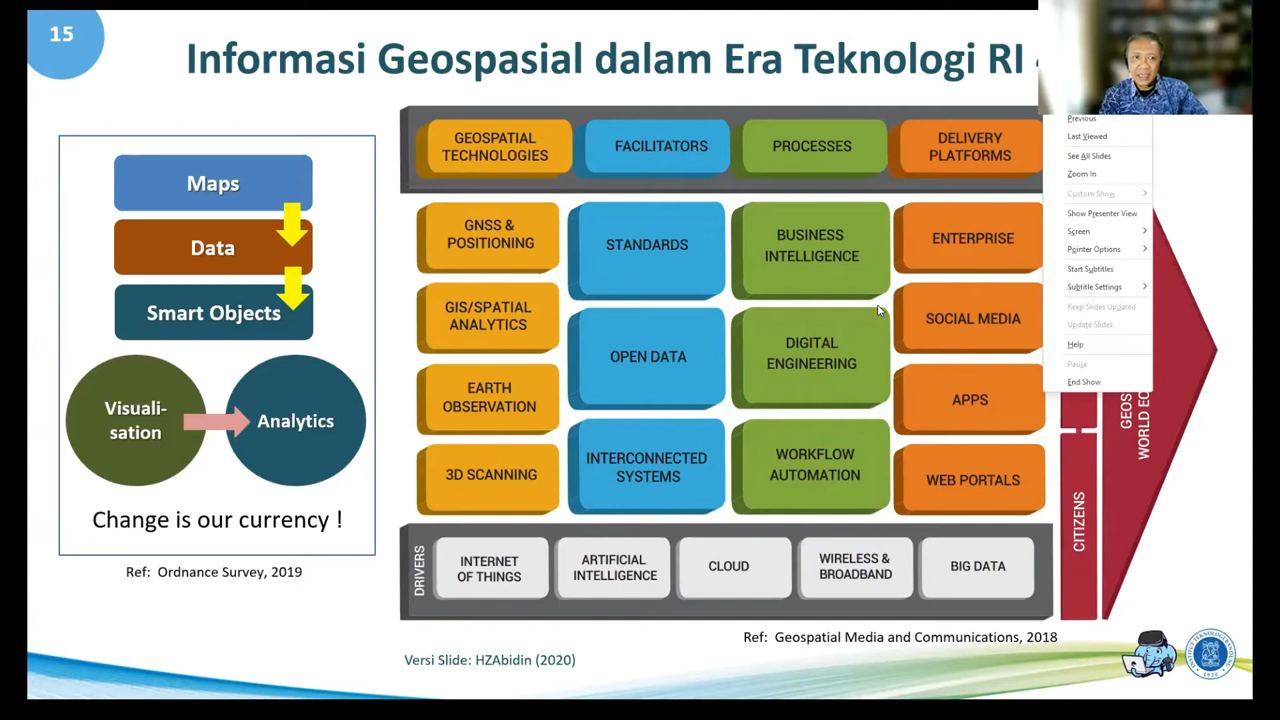 15
Informasi Geospasial dalam Era Teknologi RI
Maps
Data
Smart Objects
Visuali-
sation
Analytics
Change is our currency !
Ref: Ordnance Survey, 2019
GEOSPATIAL
TECHNOLOGIES
FACILITATORS
PROCESSES
DELIVERY
PLATFORMS
GNSS &
POSITIONING
GIS/SPATIAL
ANALYTICS
EARTH
OBSERVATION
3D SCANNING
STANDARDS
OPEN DATA
INTERCONNECTED
SYSTEMS
BUSINESS
INTELLIGENCE
DIGITAL
ENGINEERING
WORKFLOW
AUTOMATION
ENTERPRISE
SOCIAL MEDIA
APPS
WEB PORTALS
DRIVERS
INTERNET
OF THINGS
ARTIFICIAL
INTELLIGENCE
CLOUD
WIRELESS &
BROADBAND
BIG DATA
CITIZENS
WORLD
Previous
Last Viewed
See All Slides
Zoom In
Custom Show
Show Presenter View
Screen
Pointer Options
Start Subtitles
Subtitle Settings
Keep Slides Updated
Update Slides
Help
Pause
End Show
Ref: Geospatial Media and Communications, 2018
Versi Slide: HZAbidin (2020)
INSTITUT TEKNOLOGI BANDUNG
1920